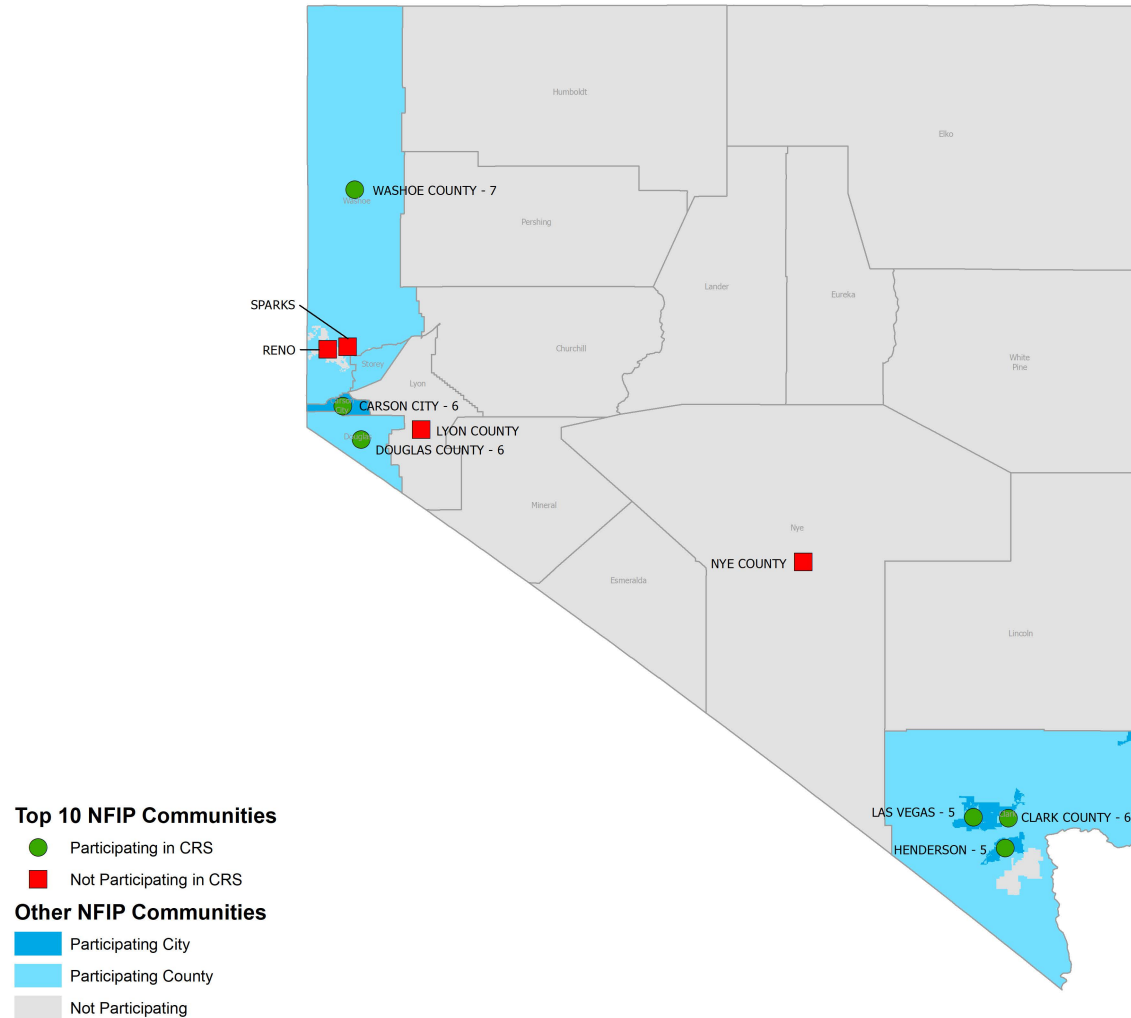 Humboldt
Elko
WASHOE COUNTY - 7
Washoe
Pershing
Lander
Eureka
SPARKS
RENO
Churchill
White
Pine
Storey
Lyon
CARSON CITY - 6
LYON COUNTY
Douglas
DOUGLAS COUNTY - 6
Mineral
Nye
NYE COUNTY
Esmeralda
Lincoln
LAS VEGAS - 5
CLARK COUNTY - 6
HENDERSON - 5
Top 10 NFIP Communities
Participating in CRS
Not Participating in CRS
Other NFIP Communities
Participating City
Participating County
Not Participating